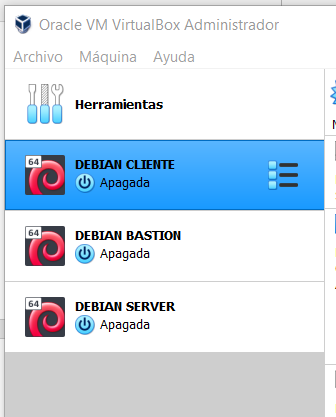 Oracle VM VirtualBox Administrador
Archivo Máquina Ayuda
Herramientas
64
DEBIAN CLIENTE
Apagada
64
DEBIAN BASTION
Apagada
64
DEBIAN SERVER
Apagada